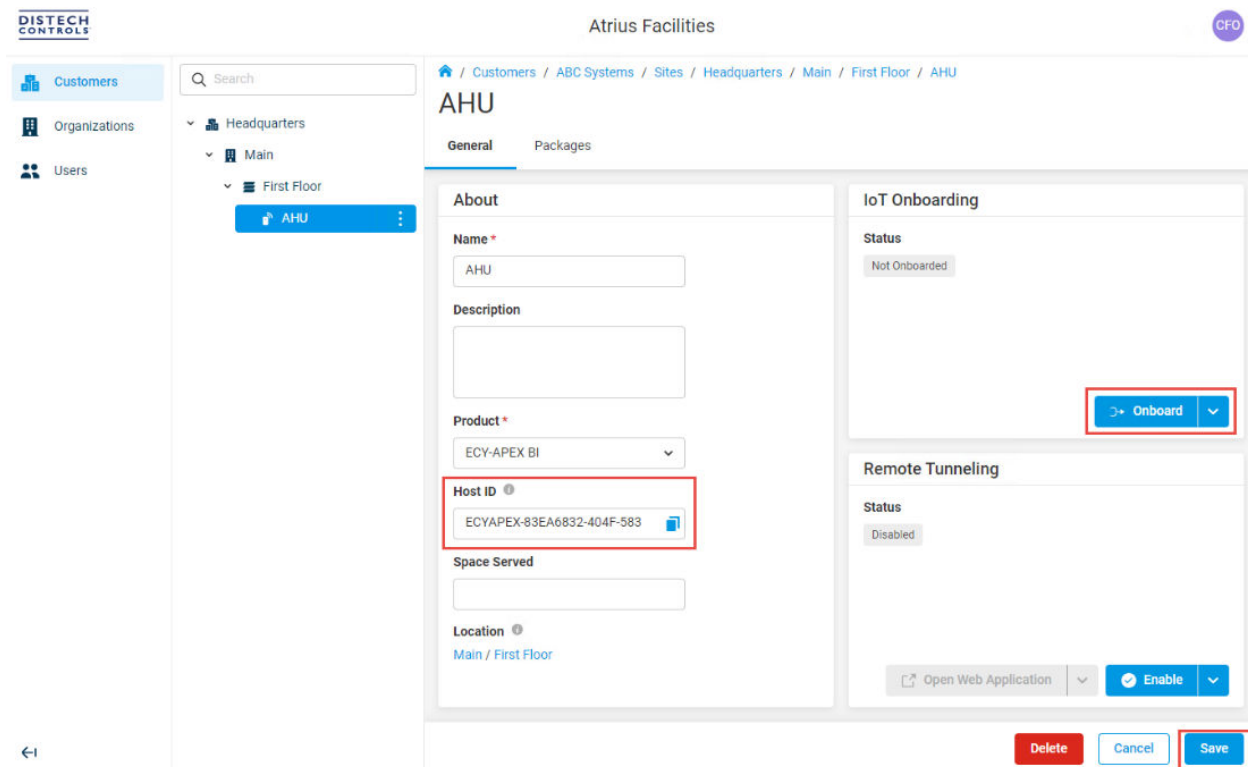 DISTECH
CONTROLS
Atrius Facilities
CFO
Customers
Organizations
Users
Search
Headquarters
Main
First Floor
AHU
/ Customers / ABC Systems / Sites / Headquarters / Main / First Floor / AHU
AHU
General Packages
About
Name *
AHU
Description
Product *
ECY-APEX BI
Host ID
ECYAPEX-83EA6832-404F-583
Space Served
Location
Main / First Floor
IoT Onboarding
Status
Not Onboarded
Onboard
Remote Tunneling
Status
Disabled
Open Web Application
Enable
Delete
Cancel
Save